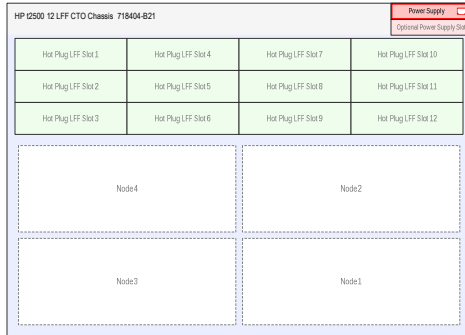 HP t2500 12 LFF CTO Chassis 718404-B21
Power Supply
Optional Power Supply Slot
Hot Plug LFF Slot 1 Hot Plug LFF Slot 4 Hot Plug LFF Slot 7 Hot Plug LFF Slot 10
Hot Plug LFF Slot 2 Hot Plug LFF Slot 5 Hot Plug LFF Slot 8 Hot Plug LFF Slot 11
Hot Plug LFF Slot 3 Hot Plug LFF Slot 6 Hot Plug LFF Slot 9 Hot Plug LFF Slot 12
Node4 Node2
Node3 Node1